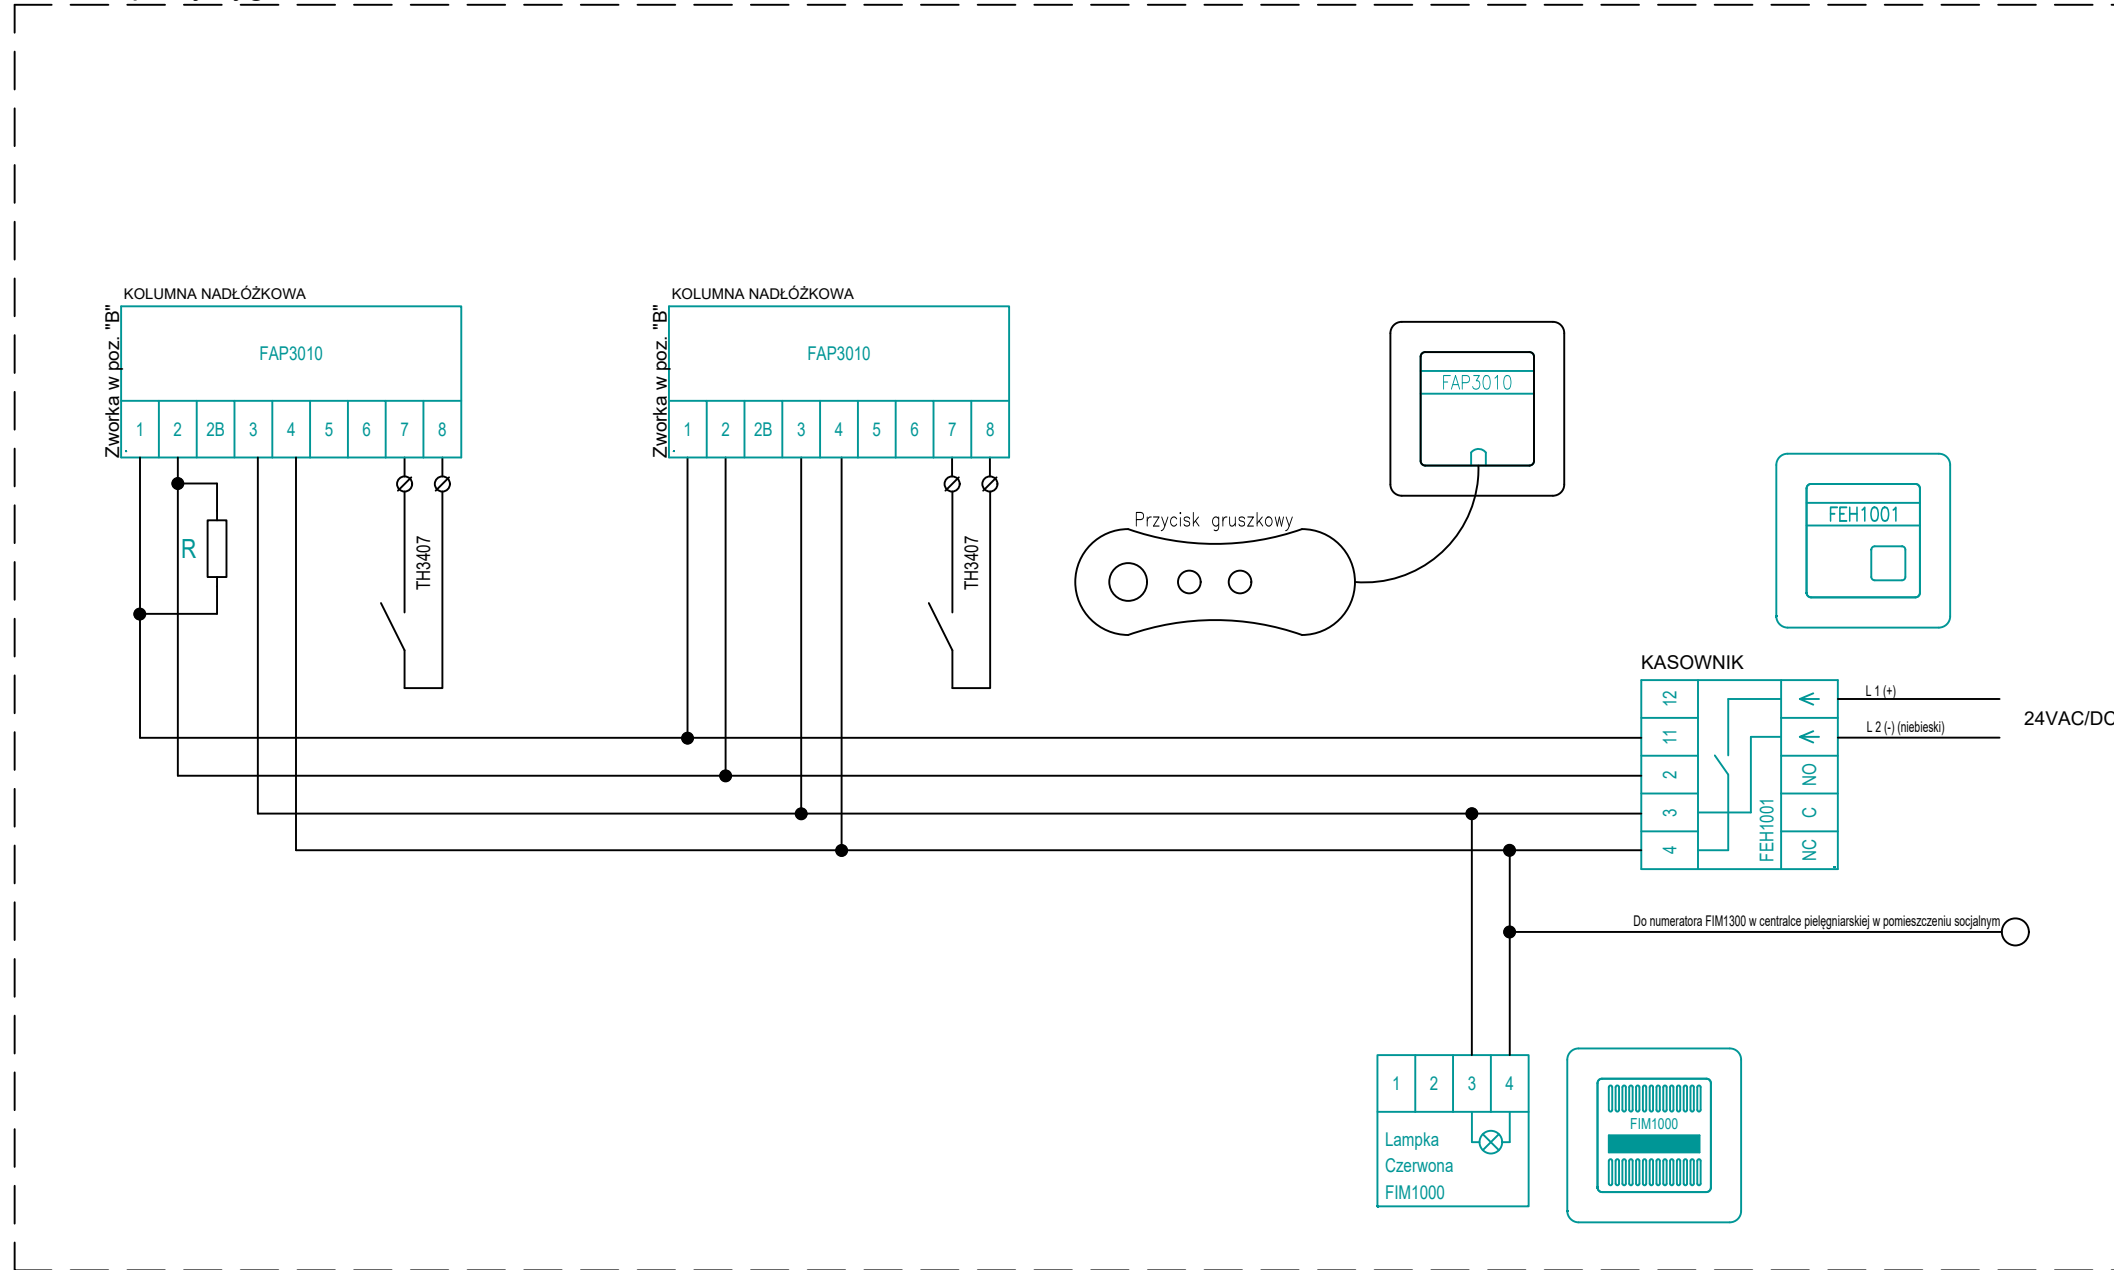 KOLUMNA NADŁÓŻKOWA
Zworka w poz. "B"
FAP3010
1 2 2B 3 4 5 6 7 8
R
TH3407
KOLUMNA NADŁÓŻKOWA
Zworka w poz. "B"
FAP3010
1 2 2B 3 4 5 6 7 8
TH3407
FAP3010
Przycisk gruszkowy
FEH1001
KASOWNIK
12
11
2
3
4
FEH1001
NO
C
NC
L 1 (+)
24VAC/DC
L 2 (-) (niebieski)
Do numeratora FIM1300 w centralce pielęgniarskiej w pomieszczeniu socjalnym
1 2 3 4
Lampka
Czerwona
FIM1000
FIM1000